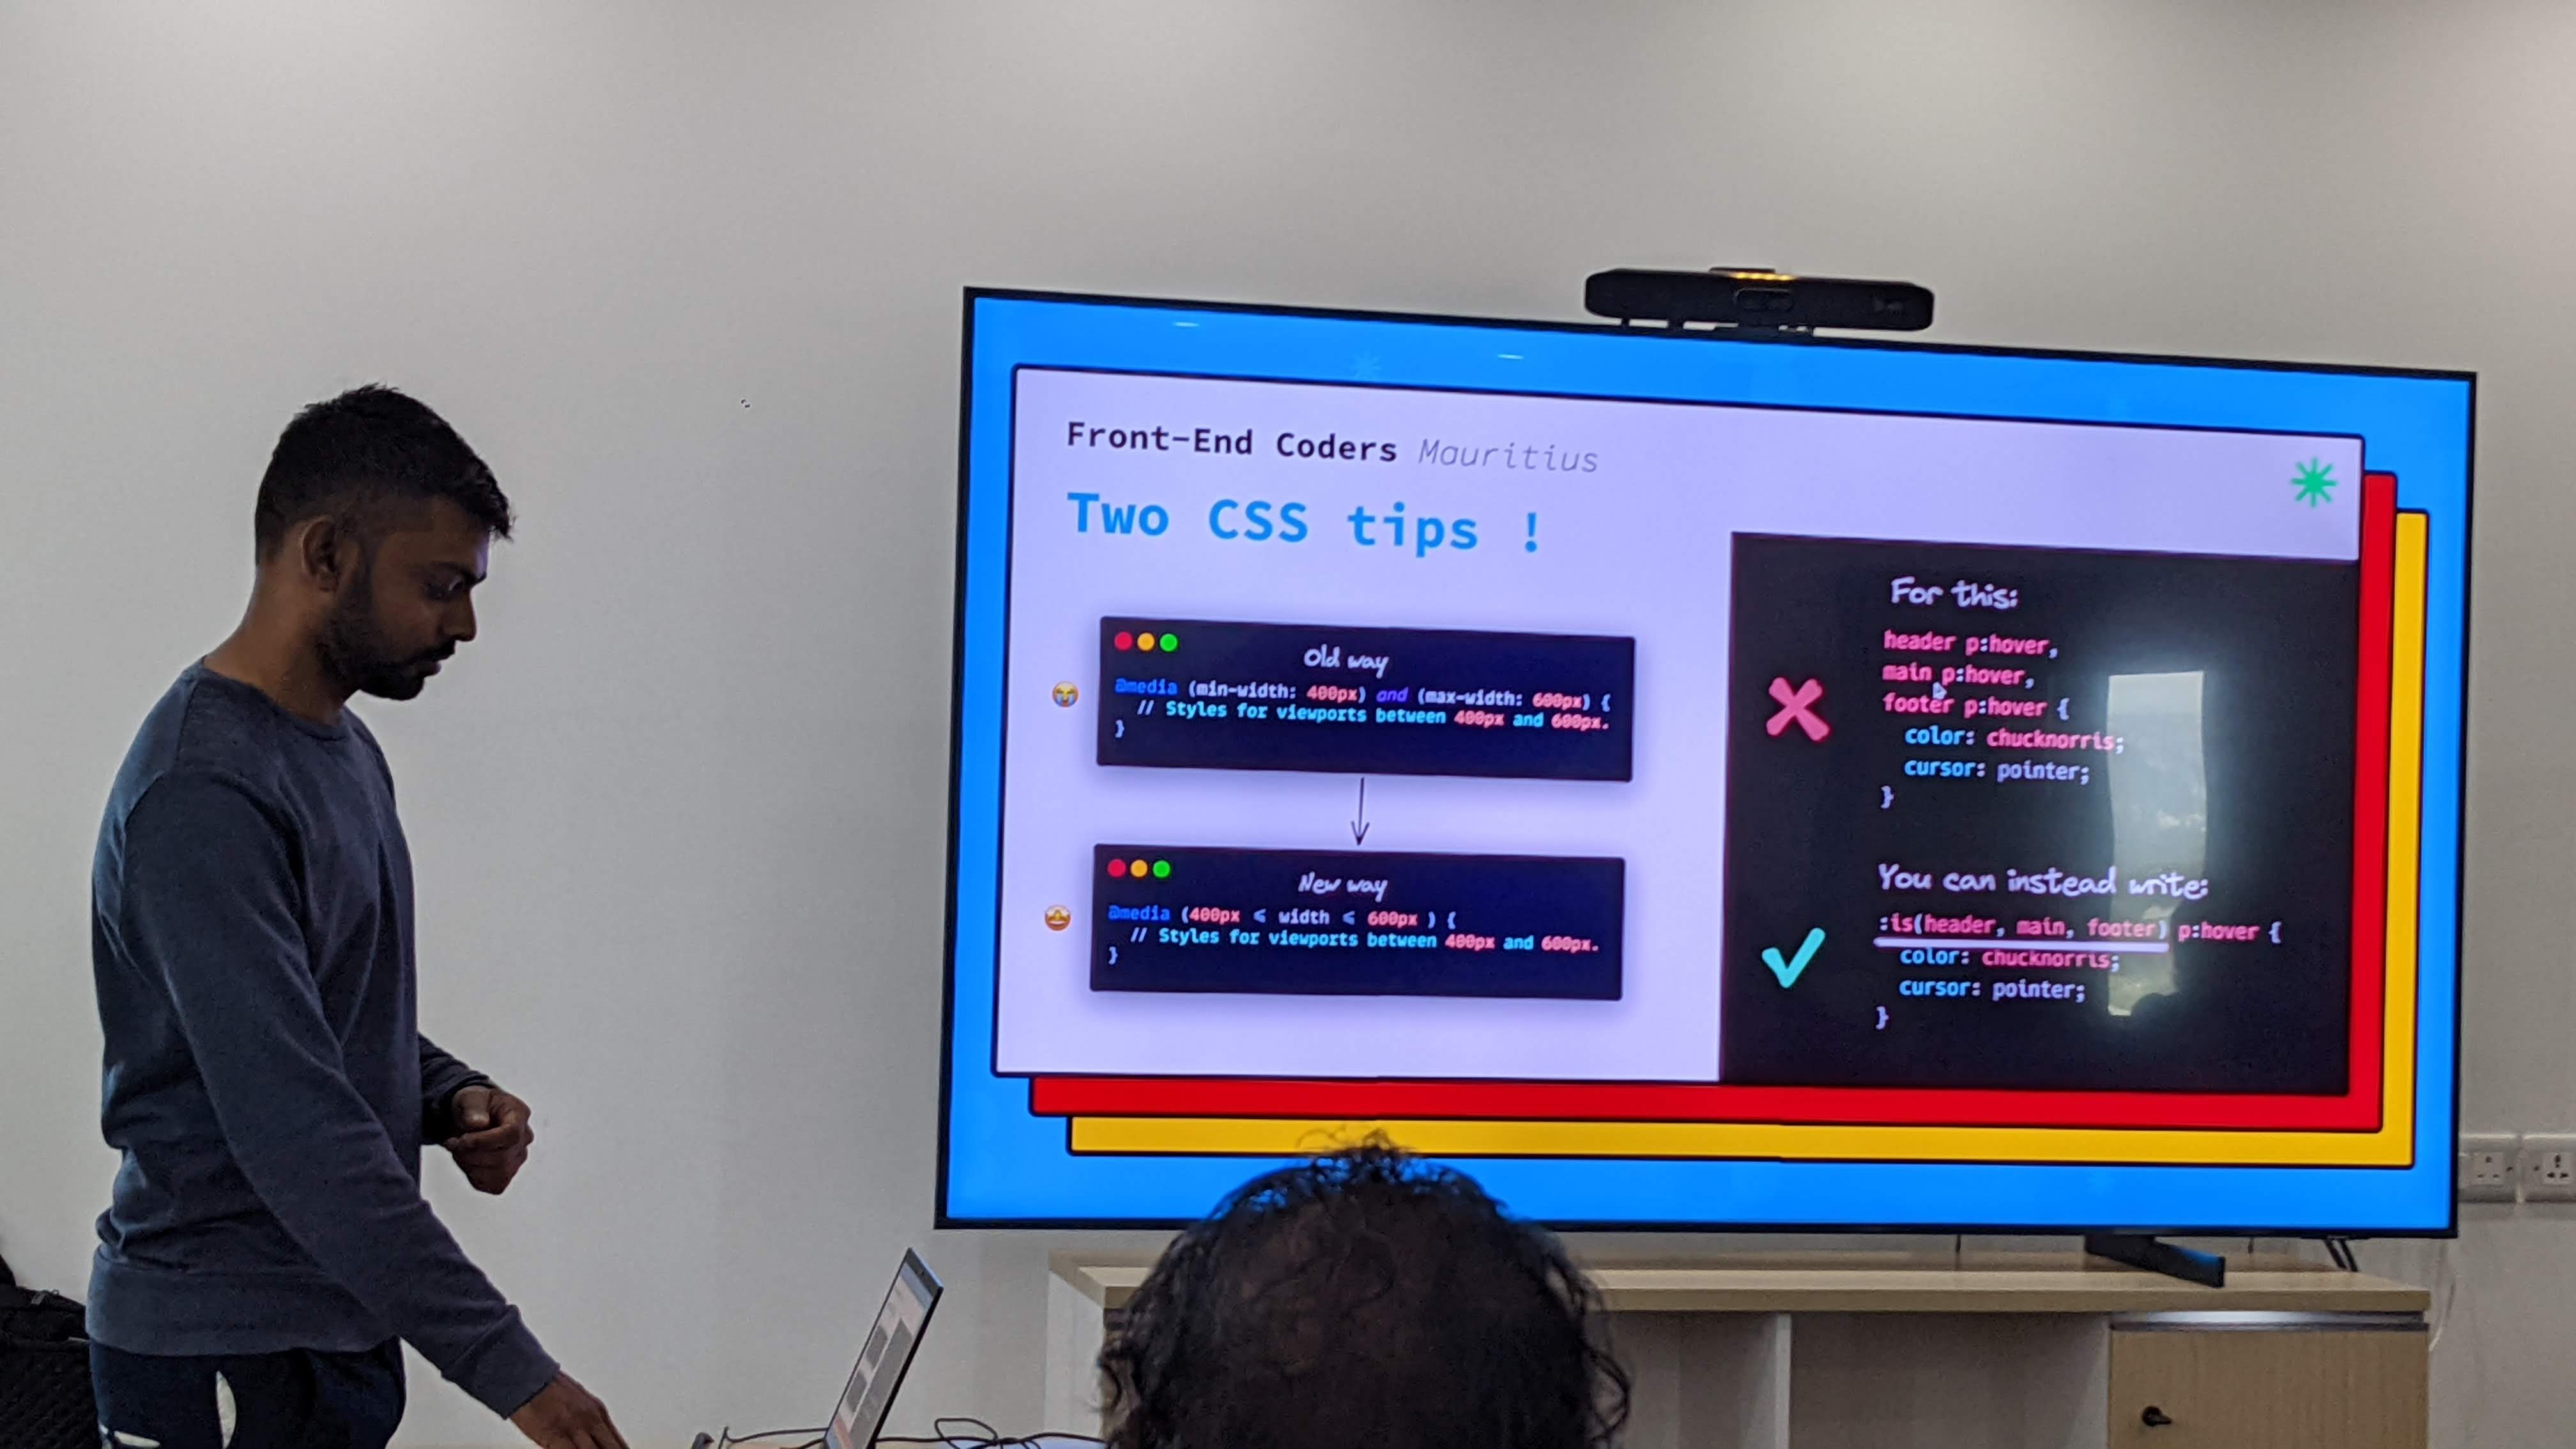 Front-End Coders Mauritius
Two CSS tips !
Old way
@media (min-width: 400px) and (max-width: 600px) {
// Styles for viewports between 400px and 600px.
}
New way
@media (400px ⩽ width ⩽ 600px ) {
// Styles for viewports between 400px and 600px.
}
For this:
header p:hover,
main p:hover,
footer p:hover {
color: chucknorris;
cursor: pointer;
}
You can instead write:
:is(header, main, footer) p:hover {
color: chucknorris;
cursor: pointer;
}